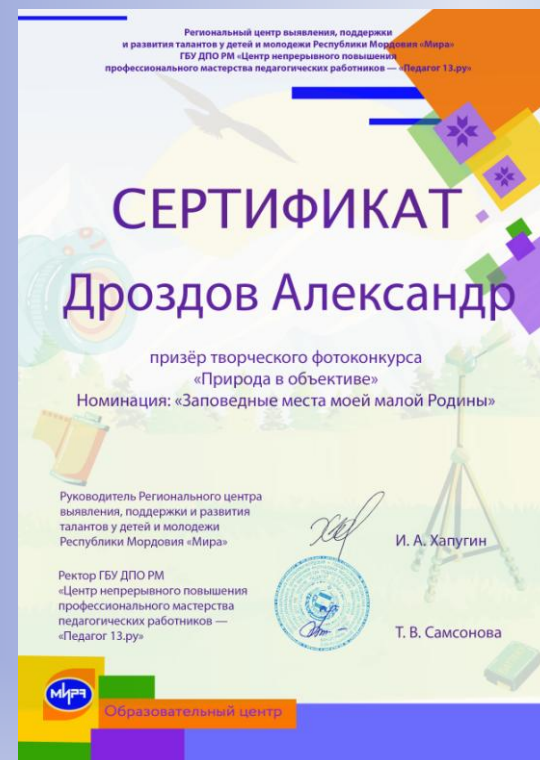 Региональный центр выявления, поддержки
и развития талантов у детей и молодежи Республики Мордовия «Мира»
ГБУ ДПО РМ «Центр непрерывного повышения
профессионального мастерства педагогических работников — «Педагог 13.ру»
СЕРТИФИКАТ
Дроздов Александр
призёр творческого фотоконкурса
«Природа в объективе»
Номинация: «Заповедные места моей малой Родины»
Руководитель Регионального центра
выявления, поддержки и развития
талантов у детей и молодежи
Республики Мордовия «Мира»
И. А. Хапугин
Ректор ГБУ ДПО РМ
«Центр непрерывного повышения
профессионального мастерства
педагогических работников —
«Педагог 13.ру»
Т. В. Самсонова
мира
Образовательный центр